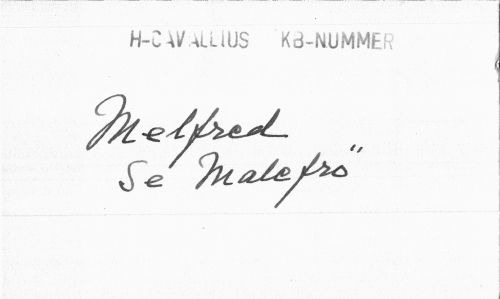 H-CAVALLIUS KB-NUMMER
Melfred
Se Malefrö